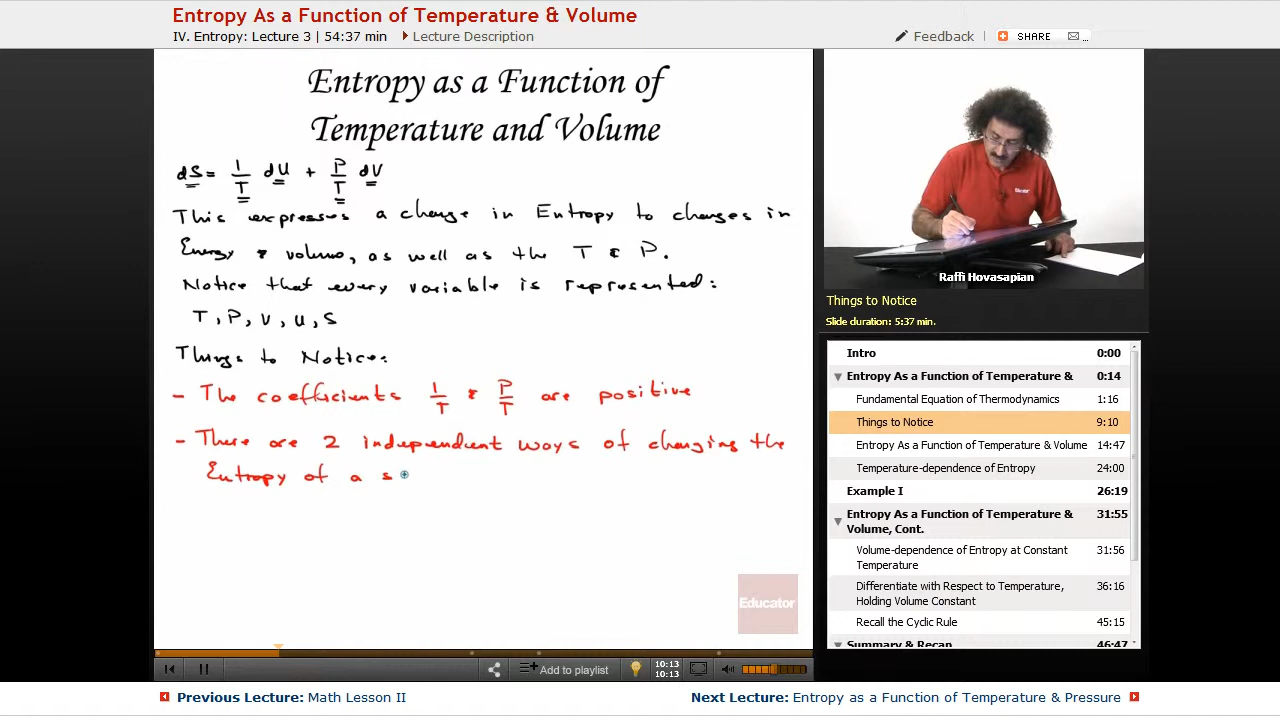 Entropy As a Function of Temperature & Volume
IV. Entropy: Lecture 3 | 54:37 min
Lecture Description
Feedback
SHARE
Entropy as a Function of
Temperature and Volume
dS = 1/T dU + P/T dV
This expresses a change in Entropy to changes in
Energy & volume, as well as the T & P.
Notice that every variable is represented:
T, P, V, U, S
Things to Notice:
- The coefficients 1/T & P/T are positive
- There are 2 independent ways of changing the
Entropy of a s
Educator
Raffi Hovasapian
Things to Notice
Slide duration: 5:37 min.
Intro 0:00
Entropy As a Function of Temperature & 0:14
Fundamental Equation of Thermodynamics 1:16
Things to Notice 9:10
Entropy As a Function of Temperature & Volume 14:47
Temperature-dependence of Entropy 24:00
Example I 26:19
Entropy As a Function of Temperature & 31:55
Volume, Cont.
Volume-dependence of Entropy at Constant 31:56
Temperature
Differentiate with Respect to Temperature, 36:16
Holding Volume Constant
Recall the Cyclic Rule 45:15
Summary & Recap 46:47
Add to playlist
10:13
10:13
Previous Lecture: Math Lesson II
Next Lecture: Entropy as a Function of Temperature & Pressure